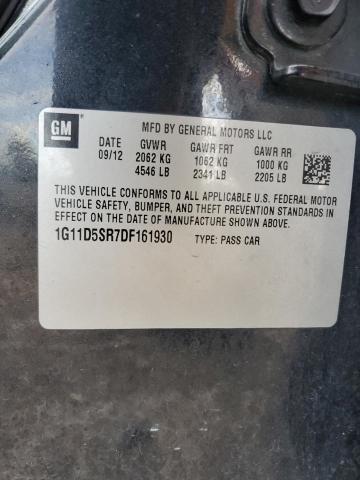 GM
MFD BY GENERAL MOTORS LLC
DATE GVWR GAWR FRT GAWR RR
09/12 2062 KG 1062 KG 1000 KG
4546 LB 2341 LB 2205 LB
THIS VEHICLE CONFORMS TO ALL APPLICABLE U.S. FEDERAL MOTOR
VEHICLE SAFETY, BUMPER, AND THEFT PREVENTION STANDARDS IN
EFFECT ON THE DATE OF MANUFACTURE SHOWN ABOVE.
1G11D5SR7DF161930 TYPE: PASS CAR